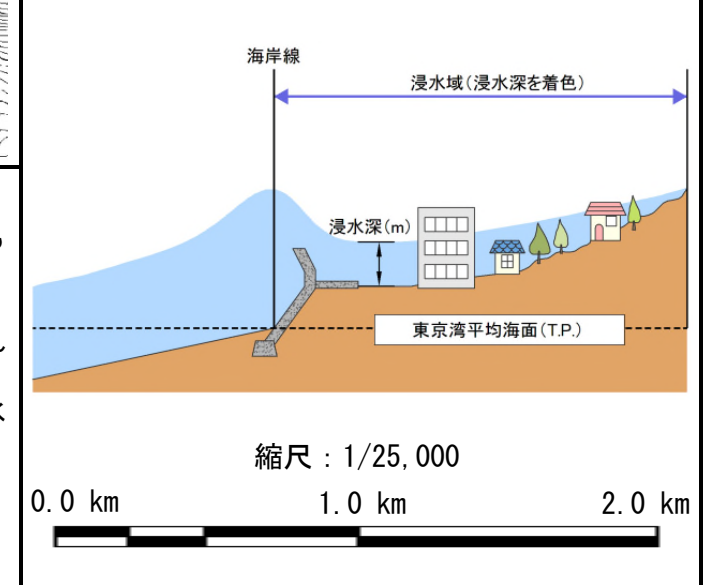 海岸線
浸水域（浸水深を着色）
浸水深（m）
東京湾平均海面（T.P.）
縮尺：1/25,000
0.0 km 1.0 km 2.0 km